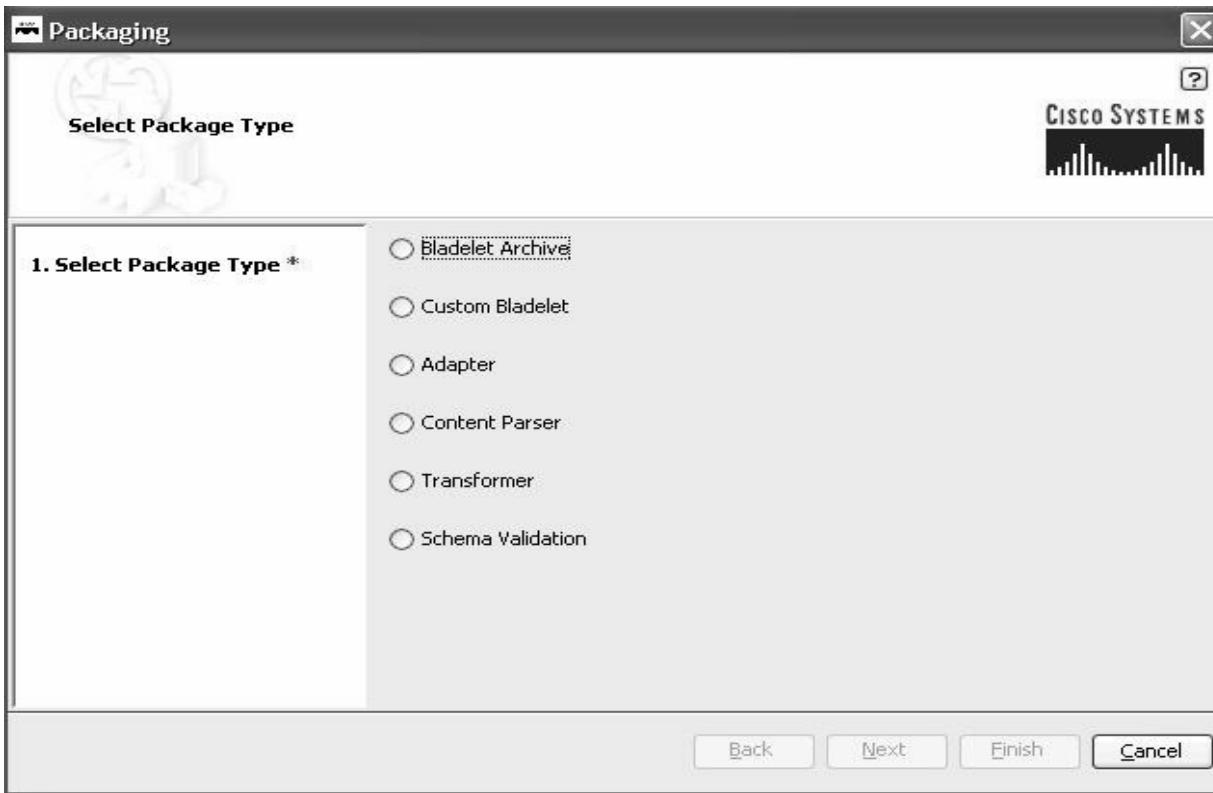 Packaging
?
Select Package Type
CISCO SYSTEMS
1. Select Package Type *
Bladelet Archive
Custom Bladelet
Adapter
Content Parser
Transformer
Schema Validation
Back Next Finish Cancel